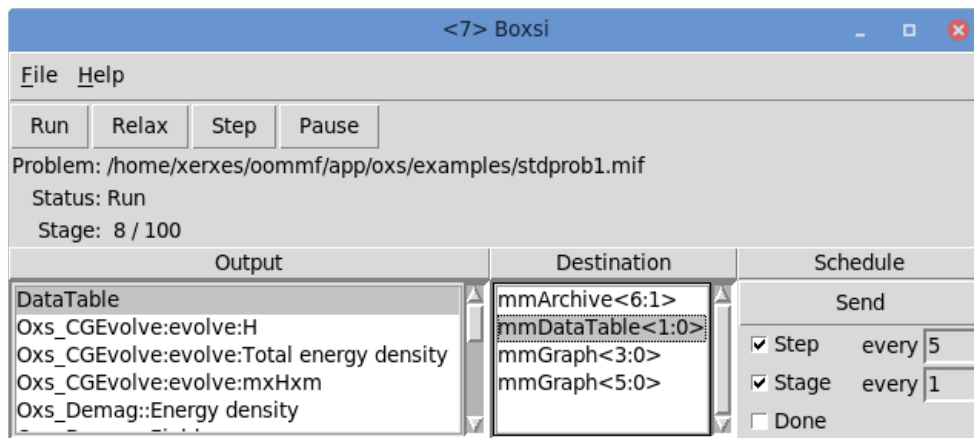 <7> Boxsi
File Help
Run Relax Step Pause
Problem: /home/xerxes/oommf/app/oxs/examples/stdprob1.mif
Status: Run
Stage: 8 / 100
Output Destination Schedule
DataTable
Oxs_CGEvolve:evolve:H
Oxs_CGEvolve:evolve:Total energy density
Oxs_CGEvolve:evolve:mxHxm
Oxs_Demag::Energy density
mmArchive<6:1>
mmDataTable<1:0>
mmGraph<3:0>
mmGraph<5:0>
Send
Step every 5
Stage every 1
Done